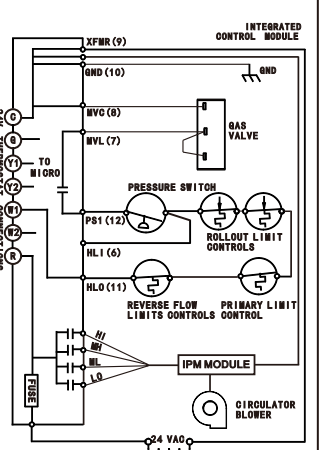 INTEGRATED
CONTROL MODULE
XFMR (9)
GND (10)
GND
C
MVC (8)
G
MVL (7)
GAS
VALVE
Y1
TO
MICRO
Y2
PRESSURE SWITCH
W1
PS1 (12)
W2
ROLLOUT LIMIT
CONTROLS
R
HLI (6)
HLO (11)
REVERSE FLOW
LIMITS CONTROLS
PRIMARY LIMIT
CONTROL
HI
MH
ML
LO
IPM MODULE
FUSE
CIRCULATOR
BLOWER
24 VAC